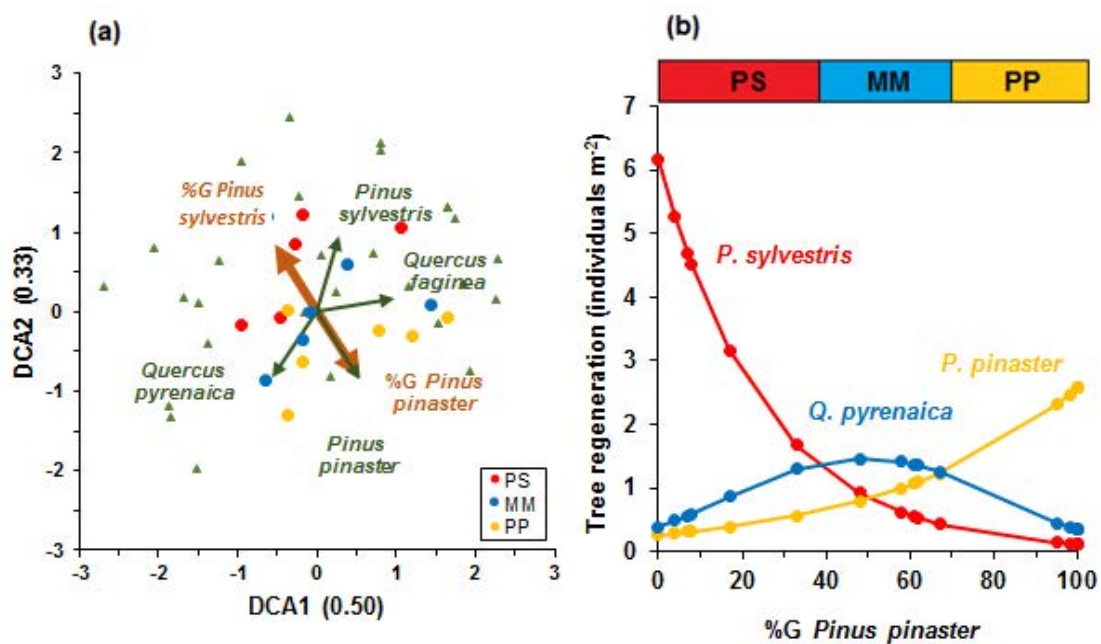 (a)
3
2
1
0
-1
-2
-3
DCA2 (0.33)
%G Pinus
sylvestris
Pinus
sylvestris
Quercus
faginea
Quercus
pyrenaica
%G Pinus
pinaster
Pinus
pinaster
PS
MM
PP
-3
-2
-1
0
1
2
3
DCA1 (0.50)
(b)
PS
MM
PP
7
6
5
4
3
2
1
0
Tree regeneration (individuals m⁻²)
P. sylvestris
P. pinaster
Q. pyrenaica
0
20
40
60
80
100
%G Pinus pinaster